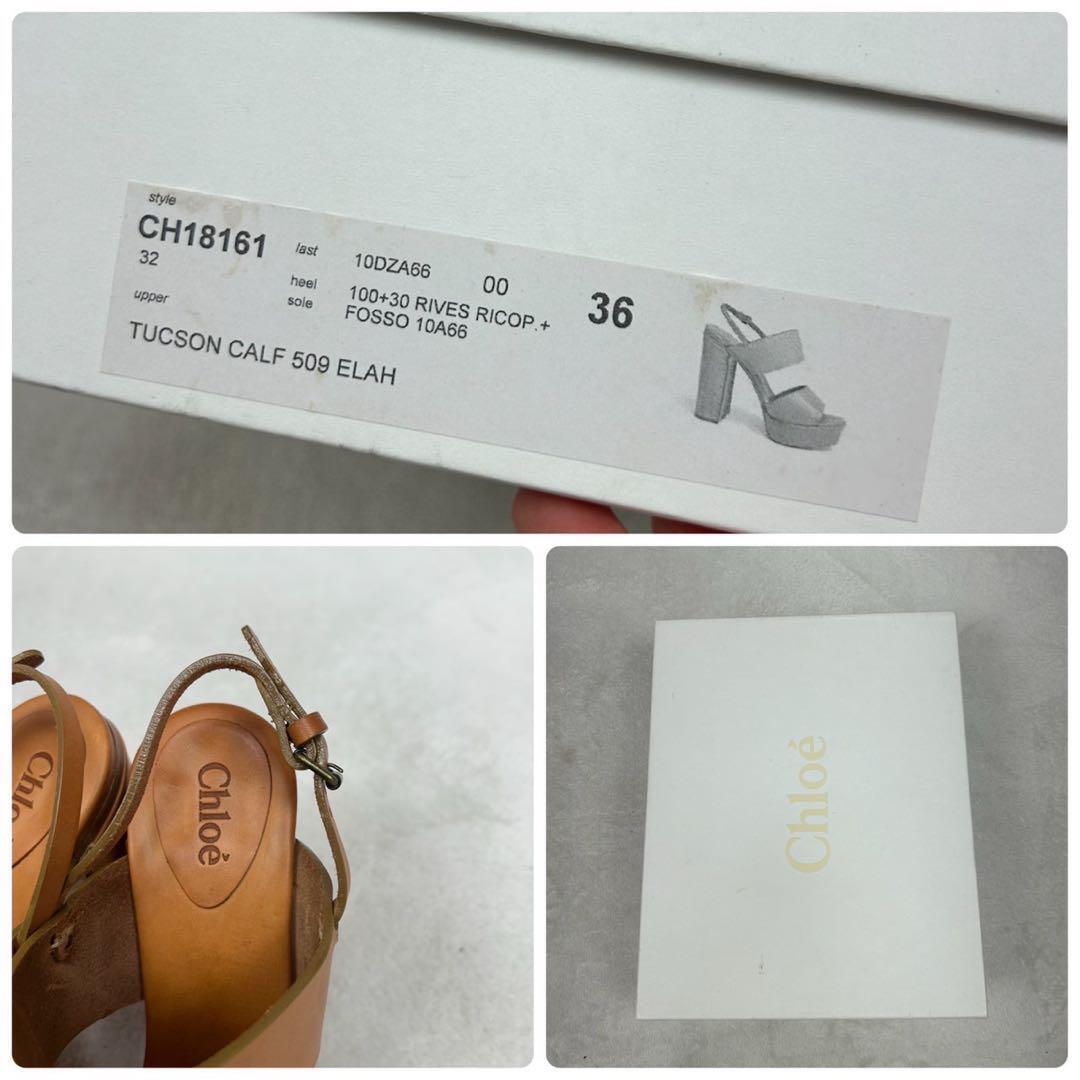 style
CH18161
32
last
10DZA66
00
heel
sole
100+30 RIVES RICOP.+
FOSSO 10A66
36
upper
TUCSON CALF 509 ELAH
Chloé
Chloé
Chloé